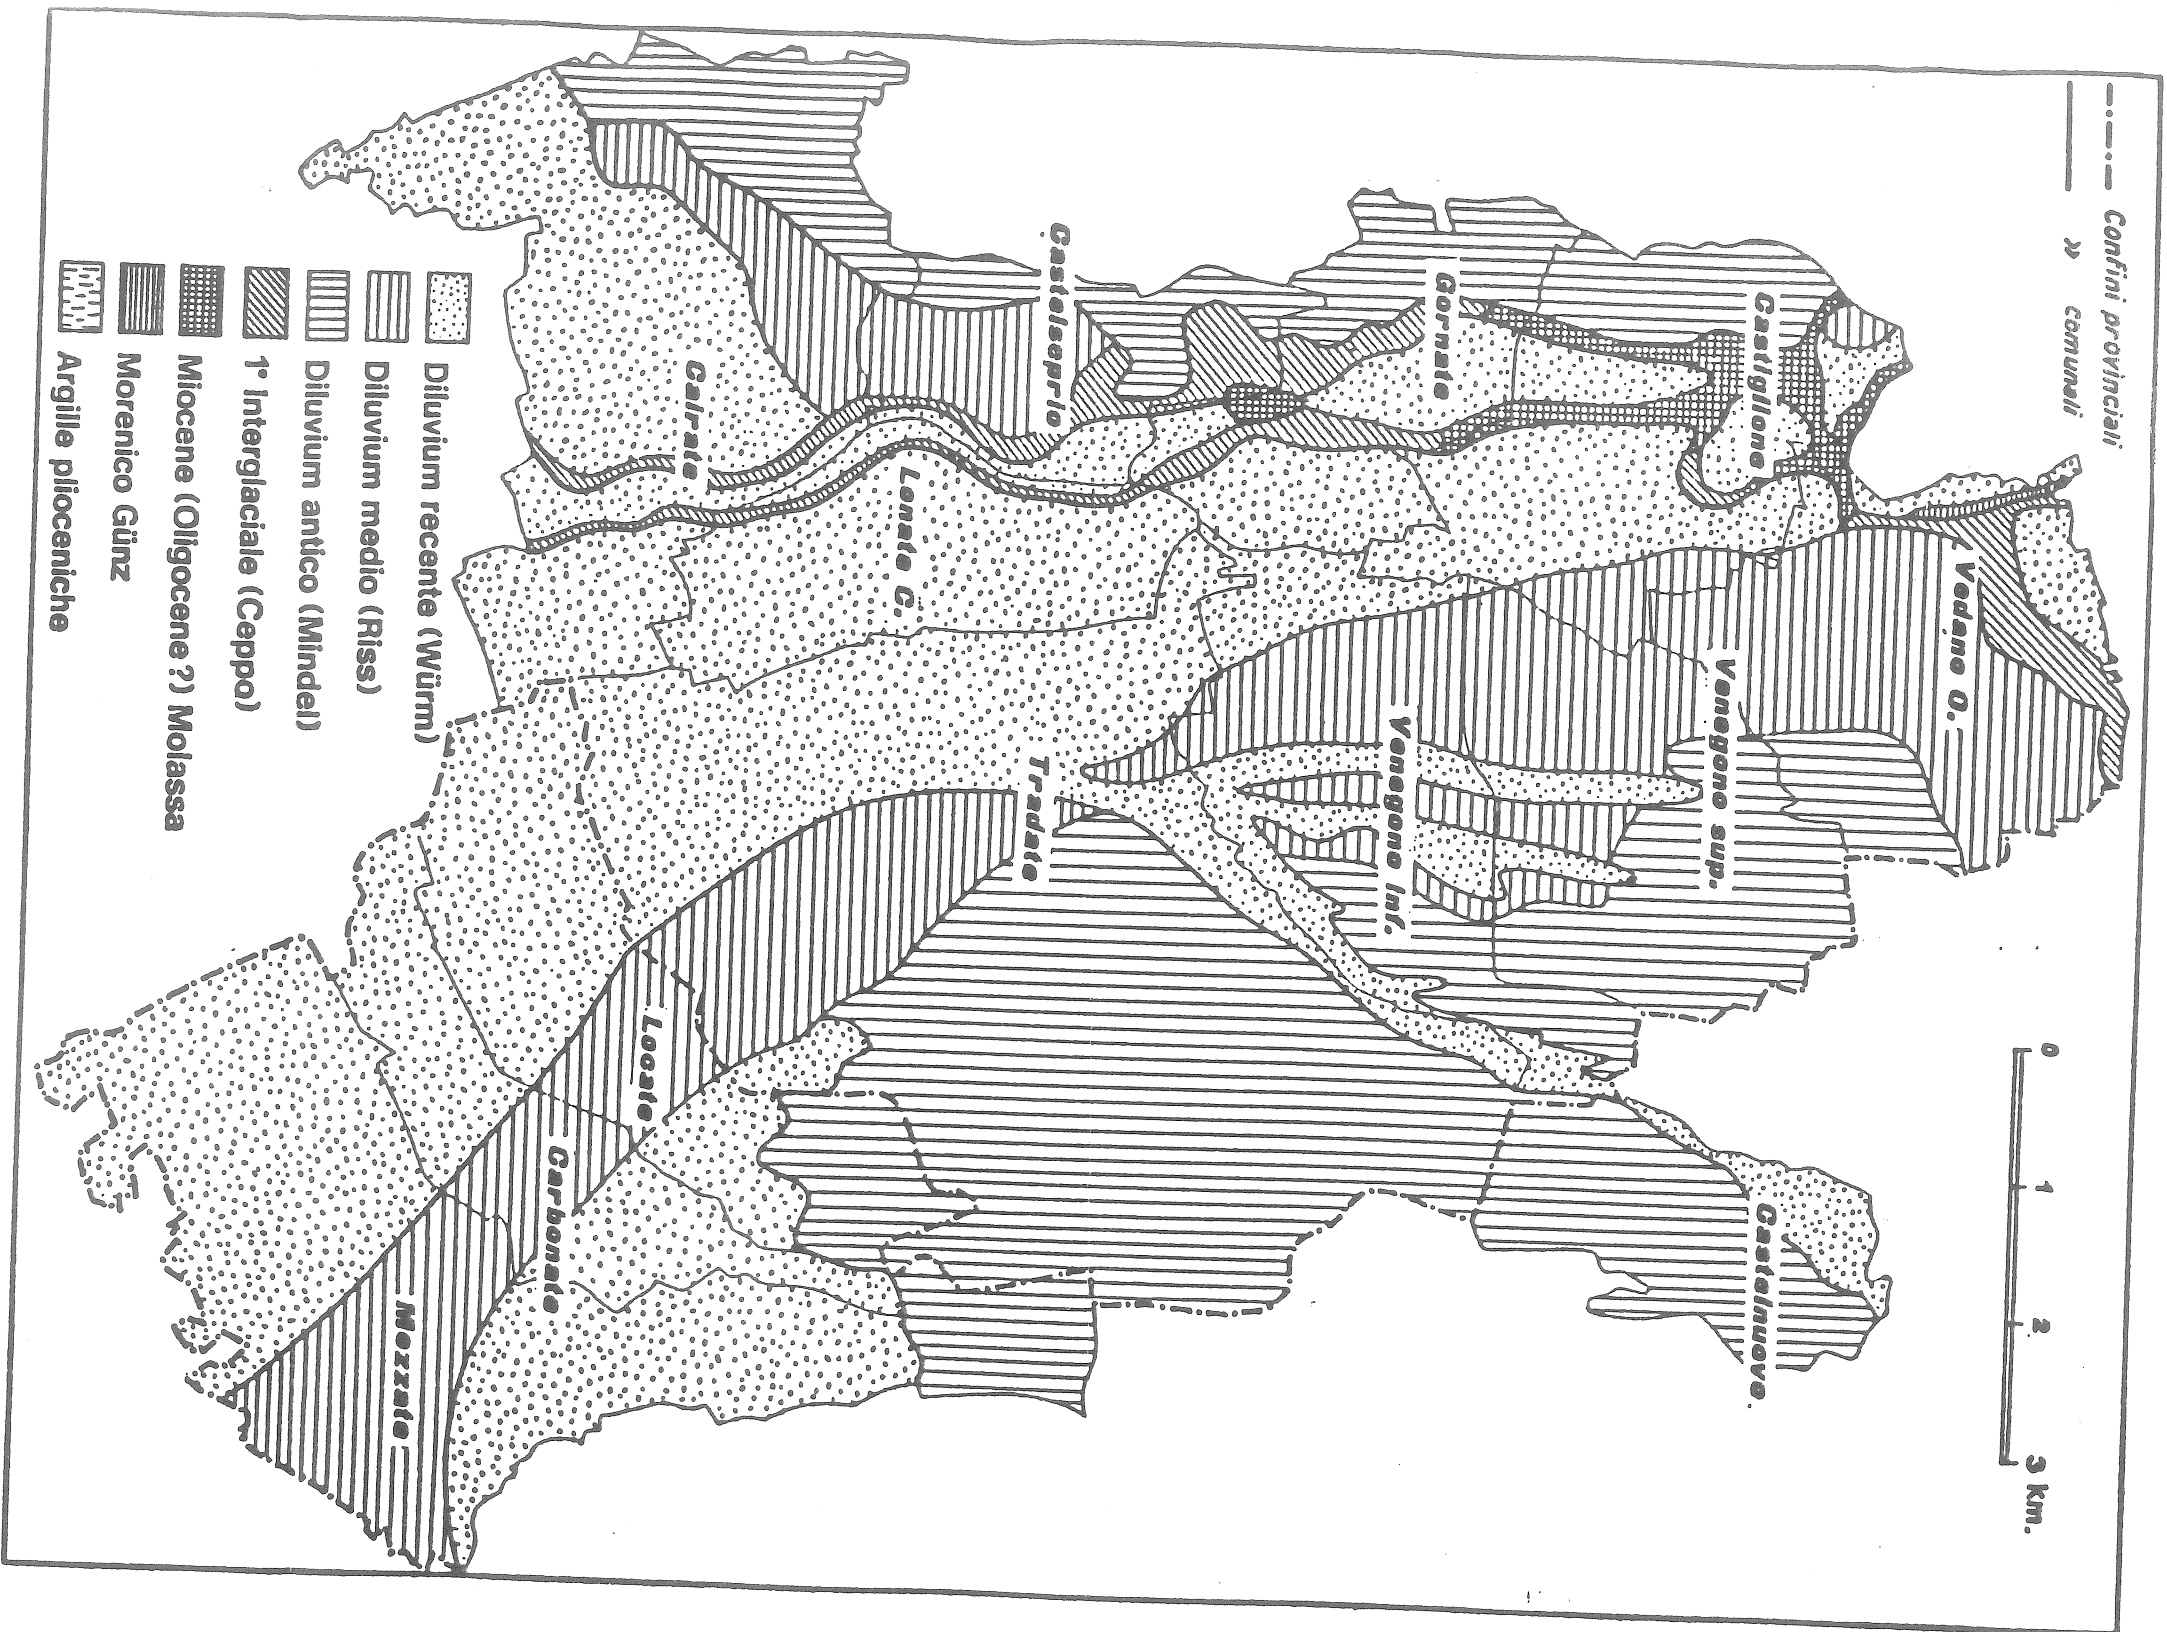 Confini provinciali
» comunali
0 1 2 3 km.
Vedano O.
Castiglione
Venegono sup.
Castelnuovo
Gornate
Venegono Inf.
Castelseprio
Tradate
Lonate C.
Cairate
Locate
Carbonate
Mozzate
Diluvium recente (Würm)
Diluvium medio (Riss)
Diluvium antico (Mindel)
1° Interglaciale (Ceppo)
Miocene (Oligocene ?) Molassa
Morenico Günz
Argille plioceniche